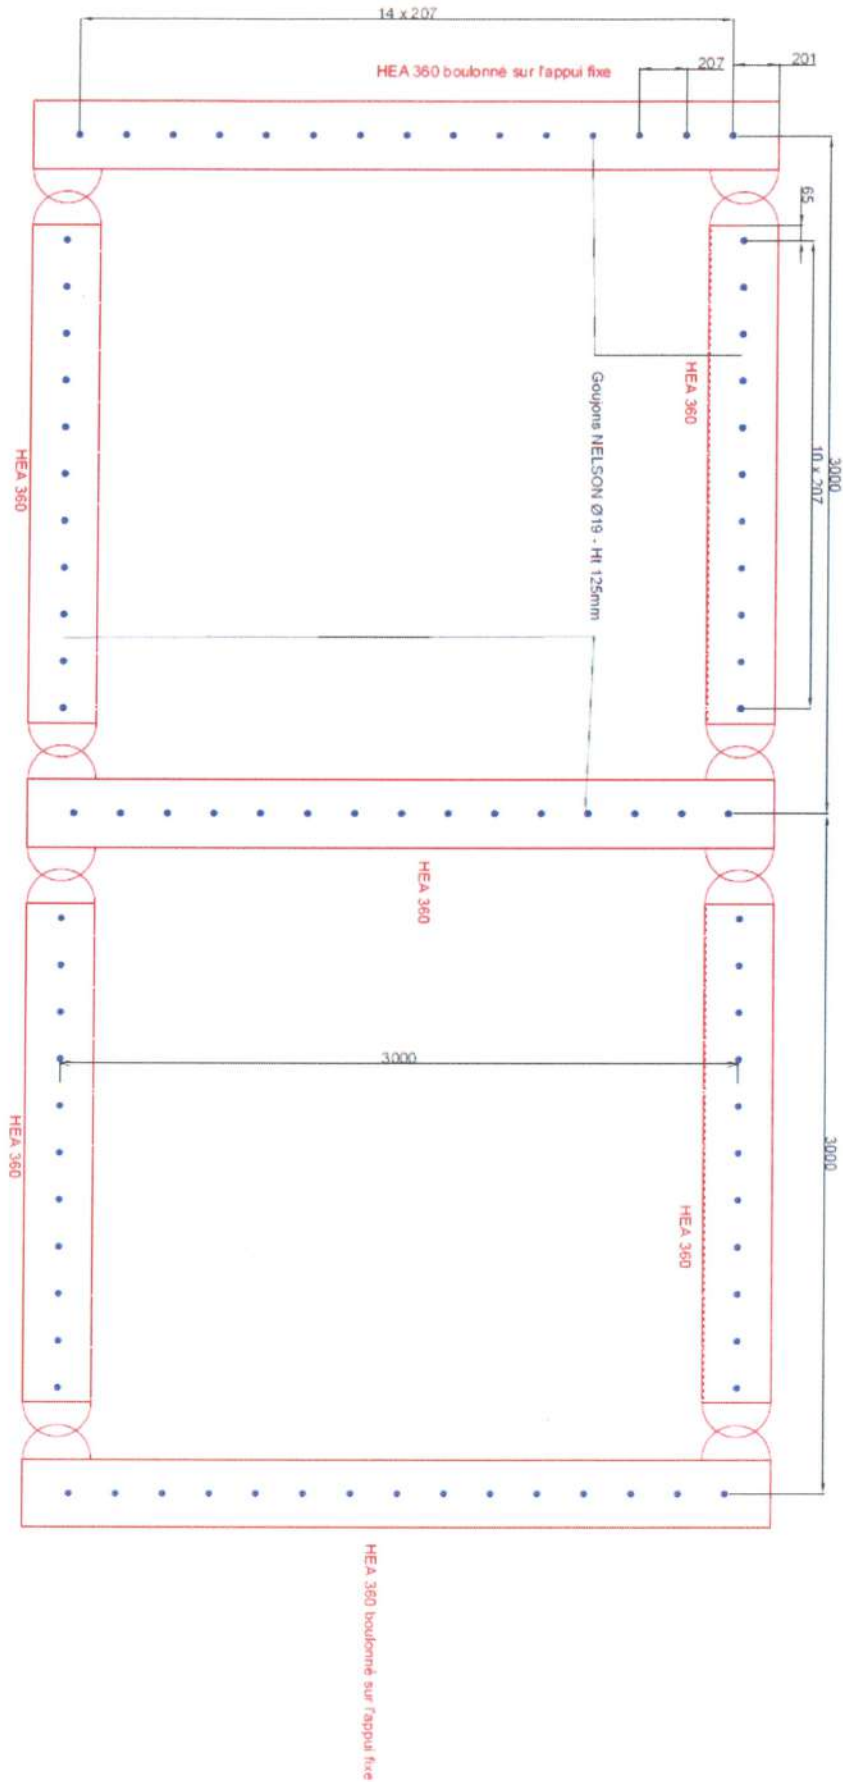 14 x 207
HEA 360 boulonné sur l'appui fixe
207
201
65
HEA 360
10 x 207
3000
Goujons NELSON Ø19 - Ht 125mm
HEA 360
HEA 360
3000
3000
HEA 360
HEA 360
HEA 360 boulonné sur l'appui fixe